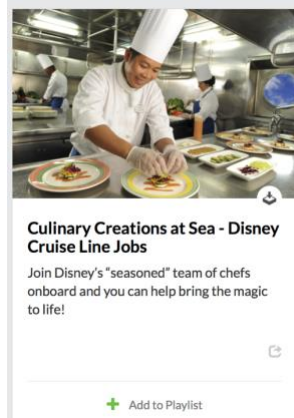 Culinary Creations at Sea - Disney
Cruise Line Jobs
Join Disney's "seasoned" team of chefs
onboard and you can help bring the magic
to life!
Add to Playlist